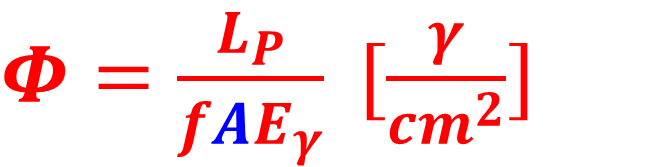 Φ = L_P / (f A E_γ) [γ / cm²]